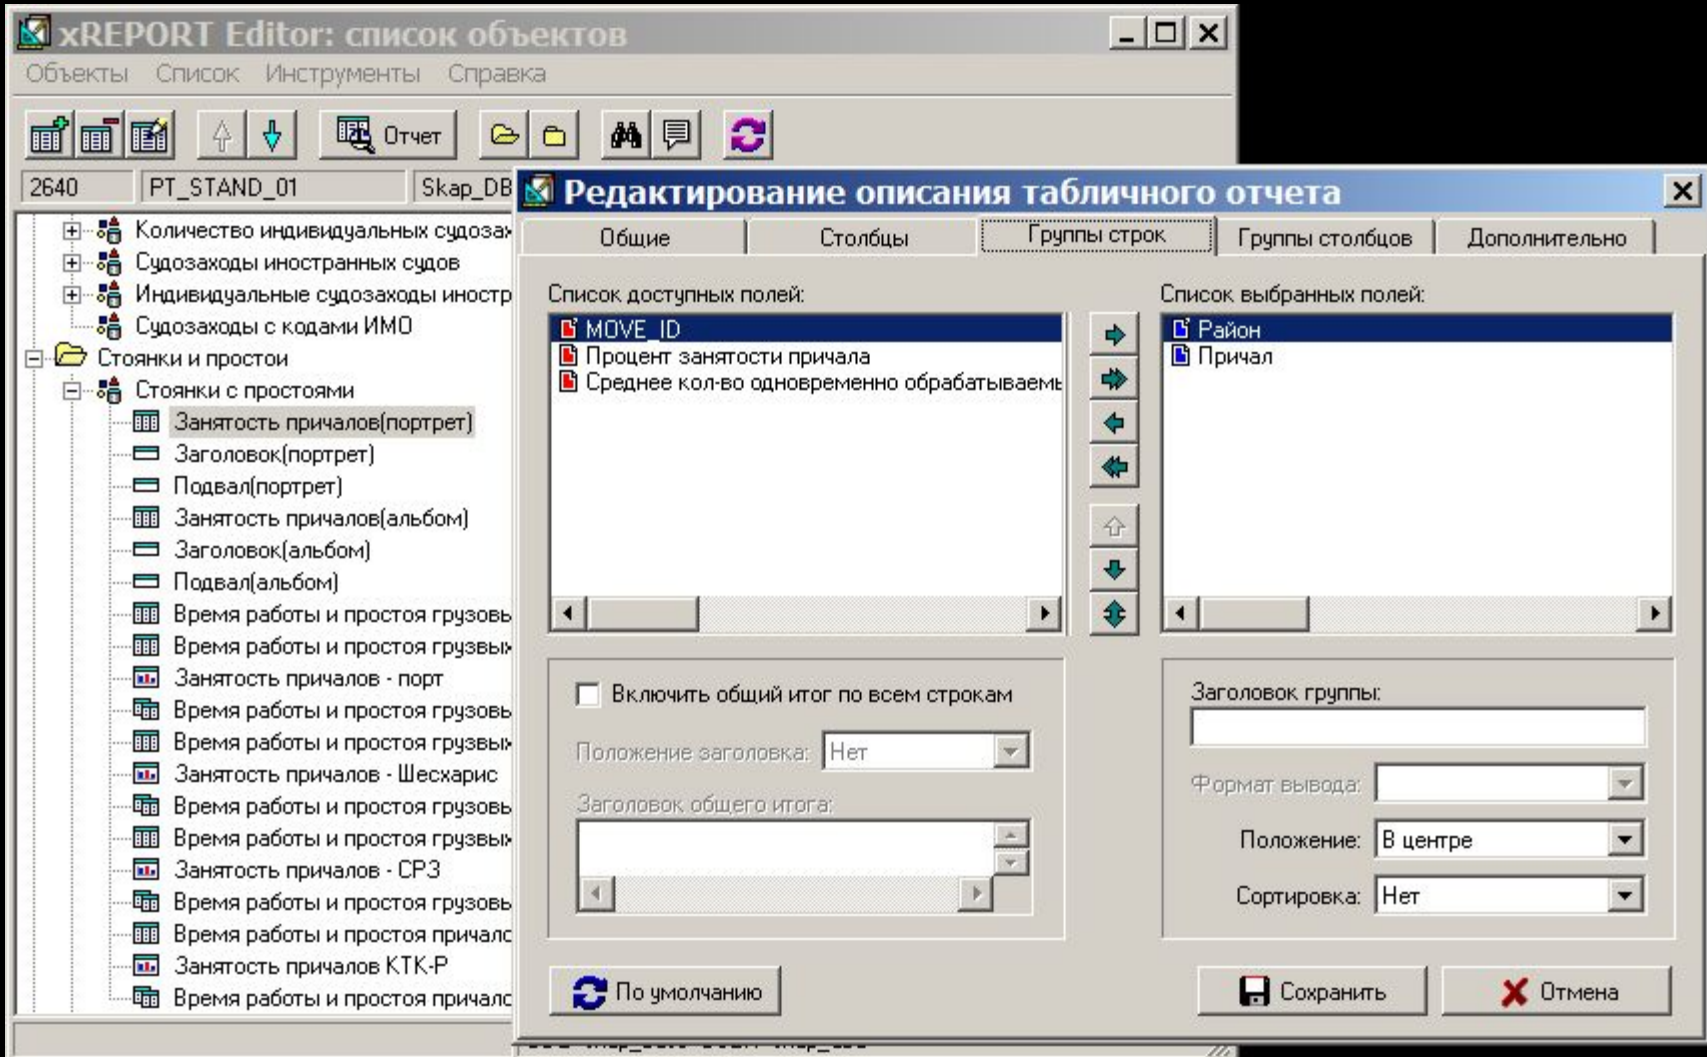 xREPORT Editor: список объектов
Объекты Список Инструменты Справка
Отчет
2640 PT_STAND_01 Skap_DB
Количество индивидуальных судозах
Судозаходы иностранных судов
Индивидуальные судозаходы иностр
Судозаходы с кодами ИМО
Стоянки и простои
Стоянки с простоями
Занятость причалов(портрет)
Заголовок(портрет)
Подвал(портрет)
Занятость причалов(альбом)
Заголовок(альбом)
Подвал(альбом)
Время работы и простоя грузовы
Время работы и простоя грузвых
Занятость причалов - порт
Время работы и простоя грузовы
Время работы и простоя грузвых
Занятость причалов - Шесхарис
Время работы и простоя грузовы
Время работы и простоя грузвых
Занятость причалов - СРЗ
Время работы и простоя грузовы
Время работы и простоя причалс
Занятость причалов КТК-Р
Время работы и простоя причалс
Редактирование описания табличного отчета
Общие Столбцы Группы строк Группы столбцов Дополнительно
Список доступных полей:
MOVE_ID
Процент занятости причала
Среднее кол-во одновременно обрабатываемы
Список выбранных полей:
Район
Причал
Включить общий итог по всем строкам
Положение заголовка: Нет
Заголовок общего итога:
Заголовок группы:
Формат вывода:
Положение: В центре
Сортировка: Нет
По умолчанию Сохранить Отмена